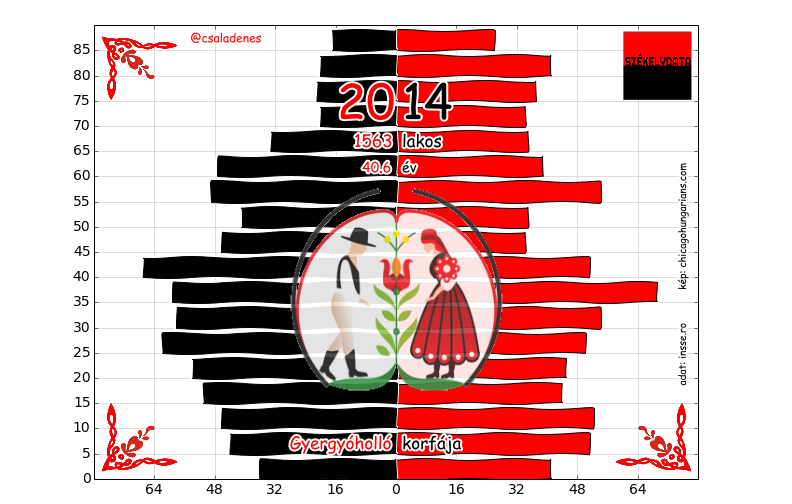 @csaladenes
SZÉKELYDATA
2014
1563 lakos
40.6 év
kép: chicagohungarians.com
adat: insse.ro
Gyergyóholló korfája
85
80
75
70
65
60
55
50
45
40
35
30
25
20
15
10
5
0
64 48 32 16 0 16 32 48 64